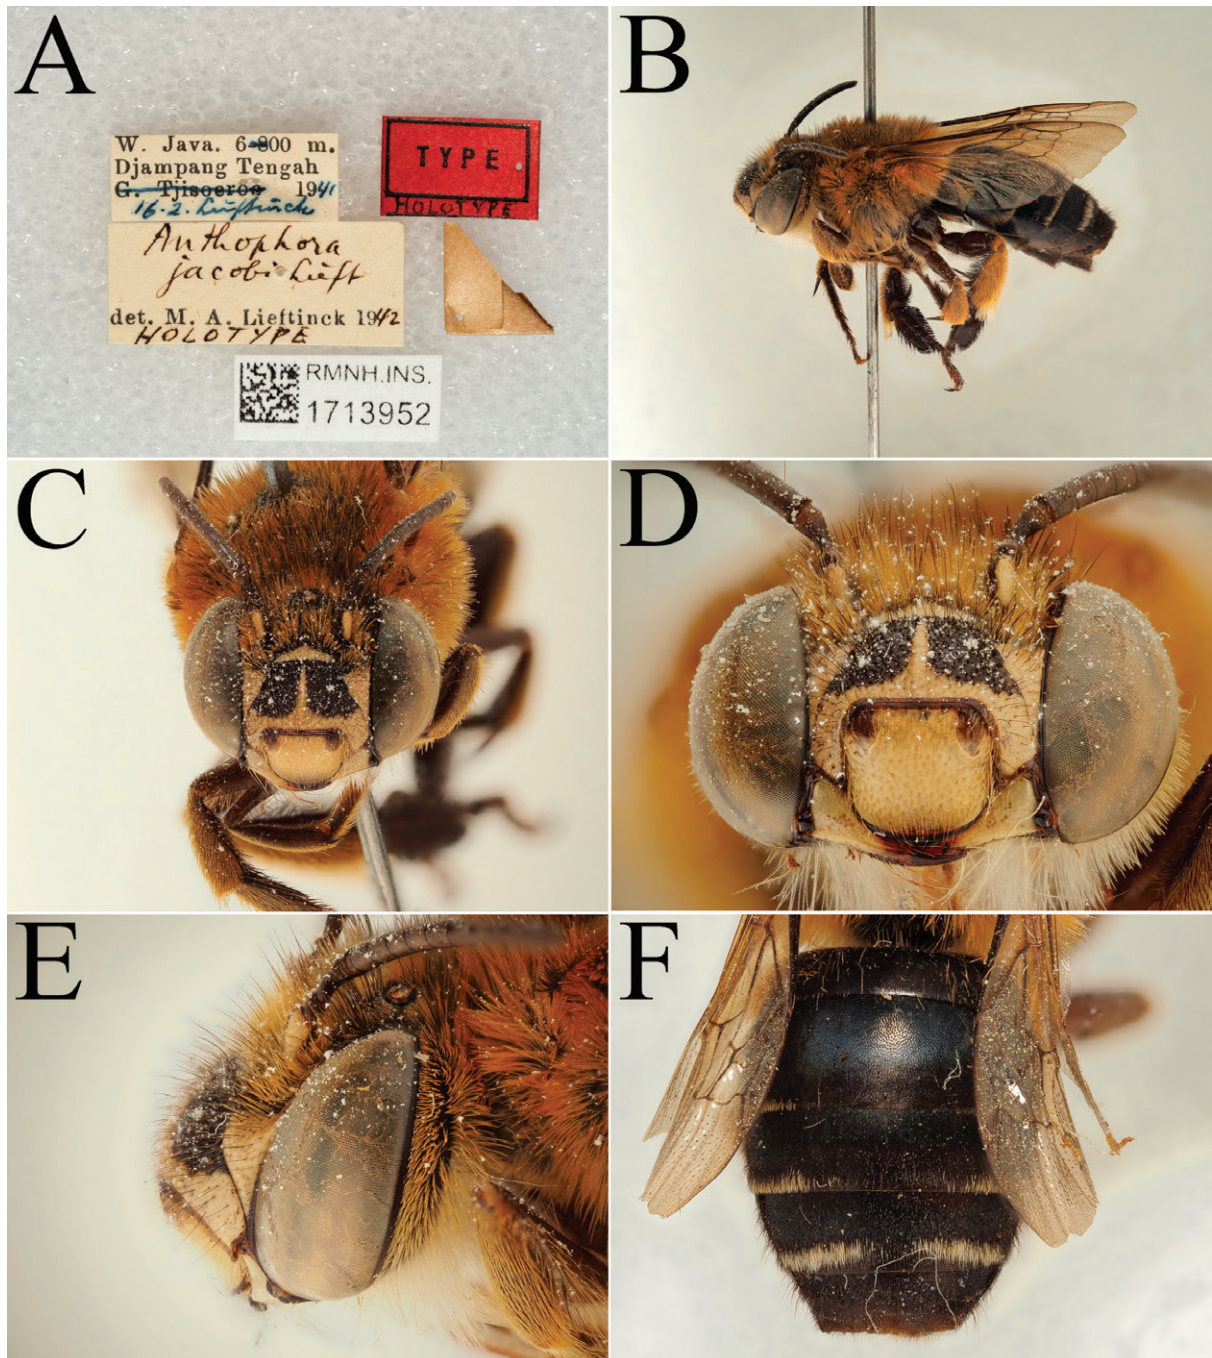 A
W. Java. 6-800 m.
Djampang Tengah
G. Tjisoeroe 1941
16-2. Lieftinck
TYPE
HOLOTYPE
Anthophora
jacobi Lieft
det. M. A. Lieftinck 1942
HOLOTYPE
RMNH.INS.
1713952
B
C
D
E
F